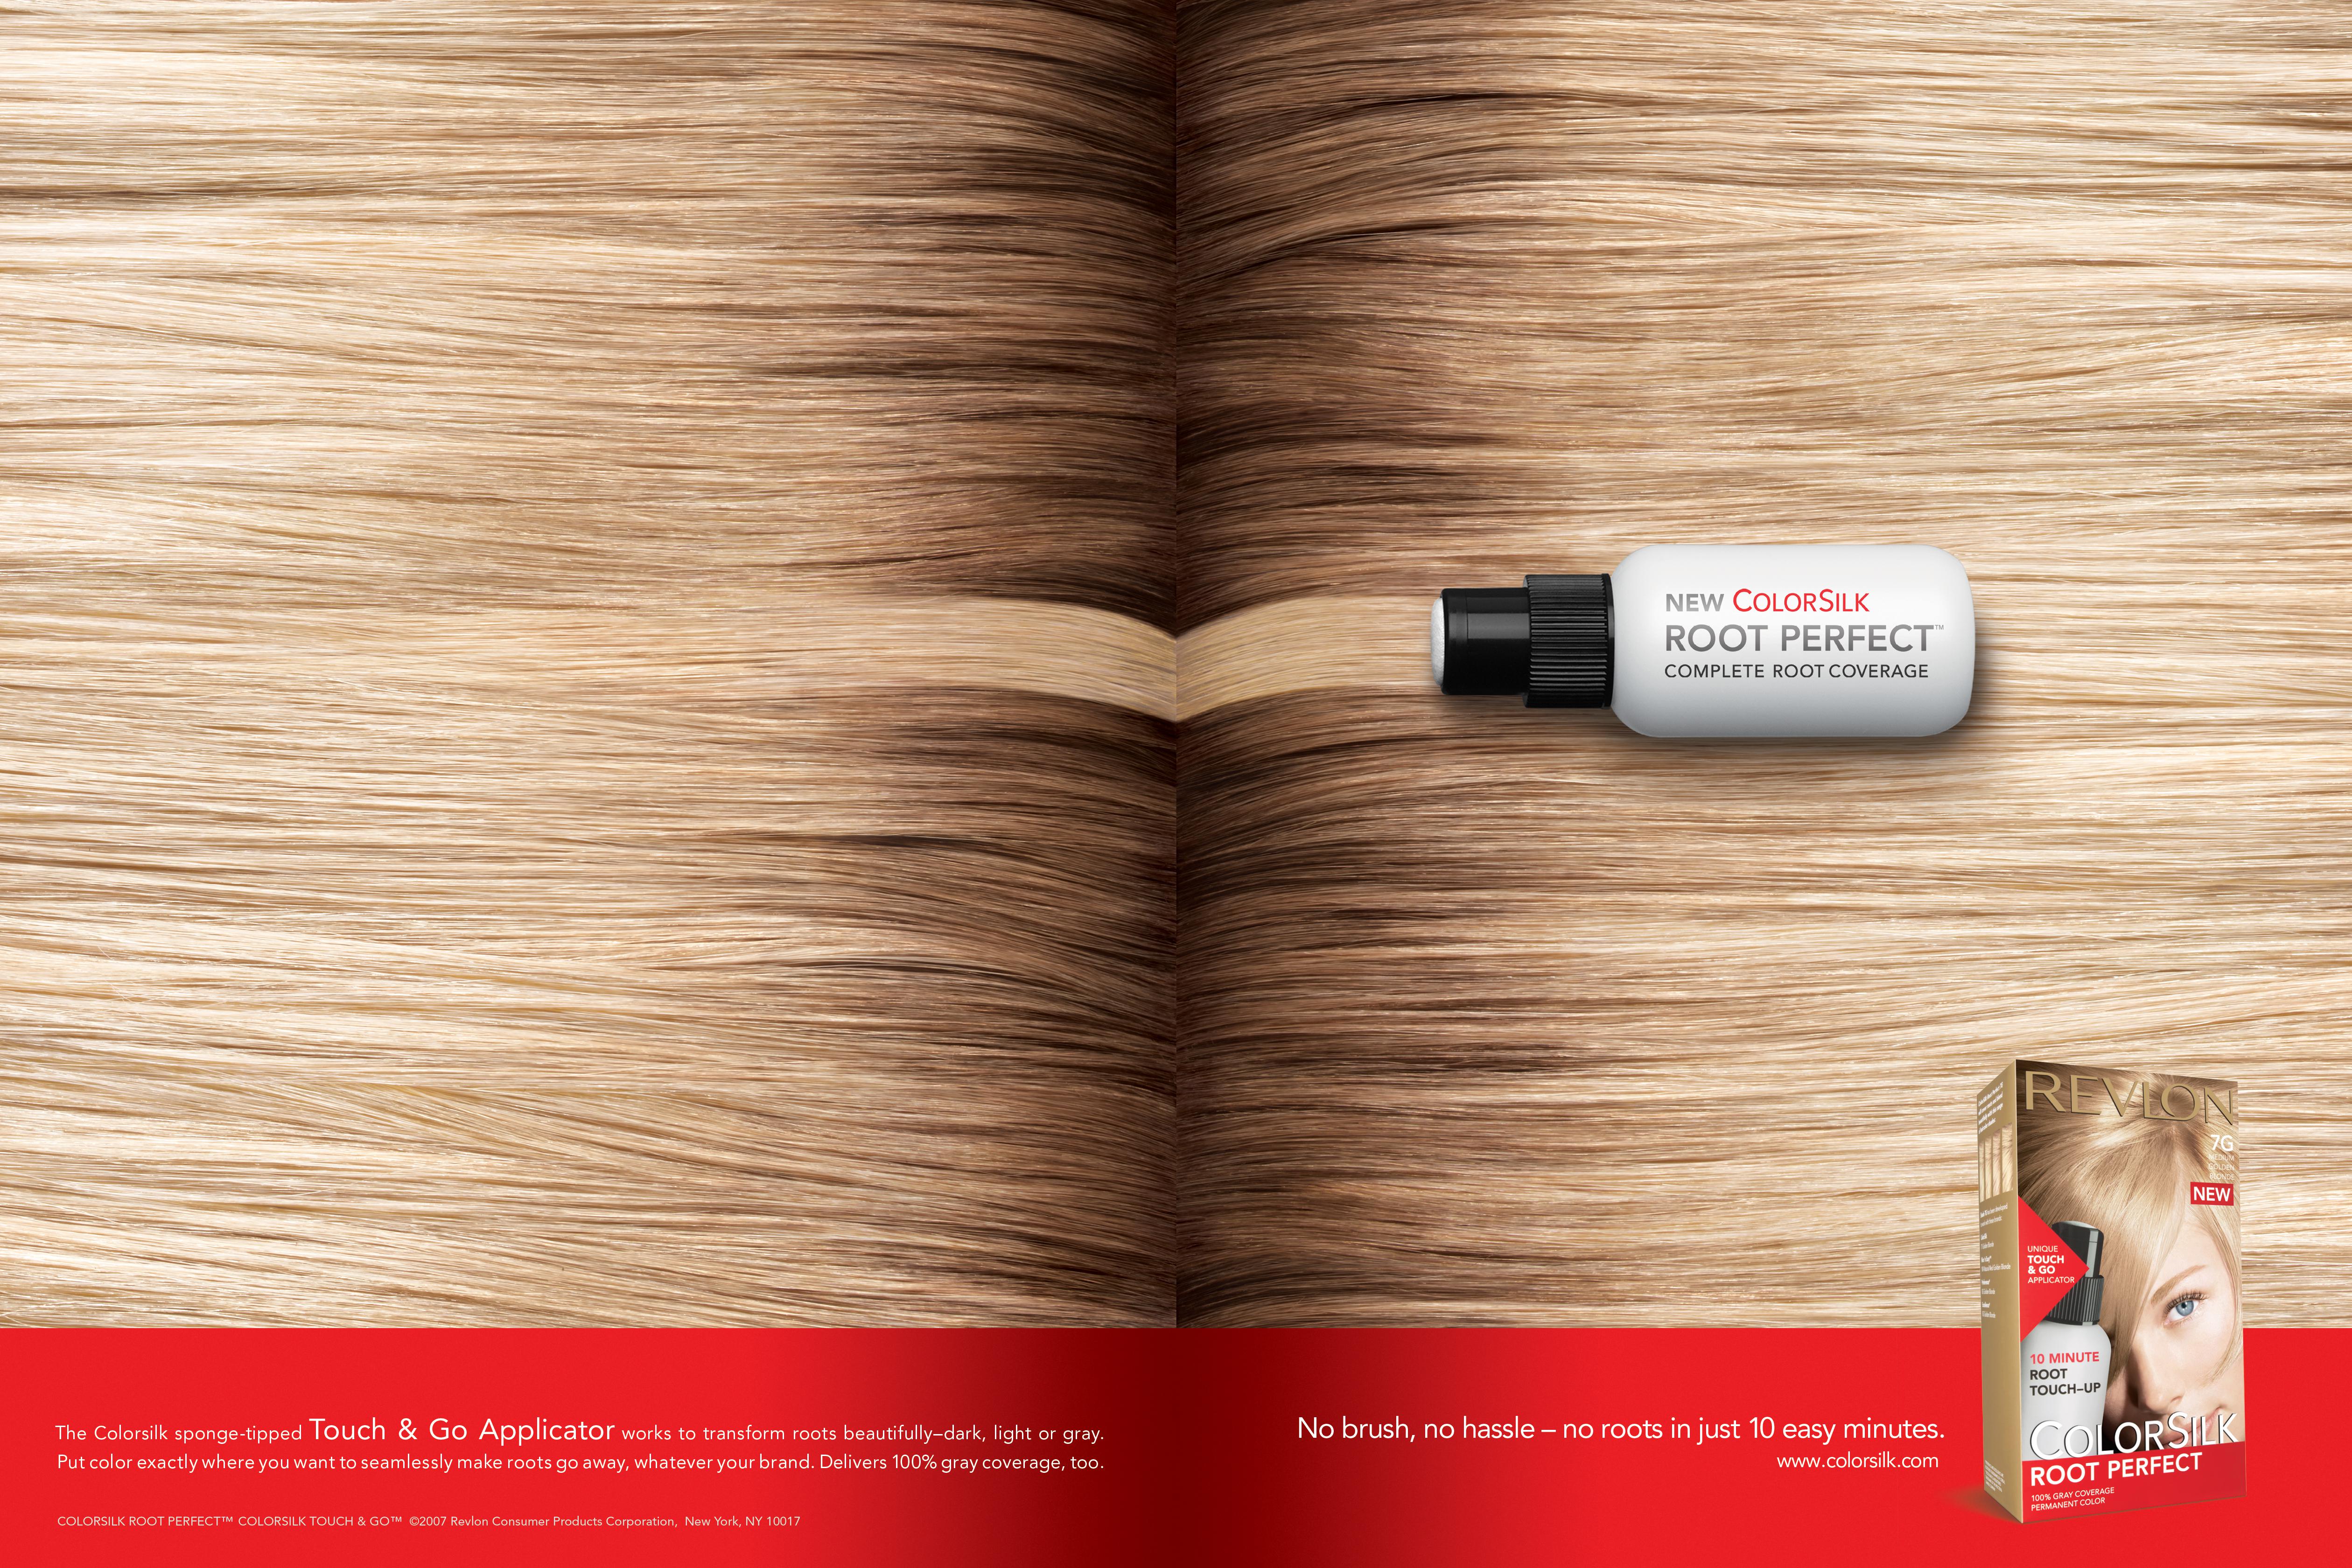 NEW COLORSILK
ROOT PERFECT™
COMPLETE ROOT COVERAGE
REVLON
7G
MEDIUM
GOLDEN
BLONDE
NEW
UNIQUE
TOUCH
& GO
APPLICATOR
10 MINUTE
ROOT
TOUCH-UP
COLORSILK
ROOT PERFECT
100% GRAY COVERAGE
PERMANENT COLOR
The Colorsilk sponge-tipped Touch & Go Applicator works to transform roots beautifully–dark, light or gray.
Put color exactly where you want to seamlessly make roots go away, whatever your brand. Delivers 100% gray coverage, too.
COLORSILK ROOT PERFECT™ COLORSILK TOUCH & GO™ ©2007 Revlon Consumer Products Corporation, New York, NY 10017
No brush, no hassle – no roots in just 10 easy minutes.
www.colorsilk.com